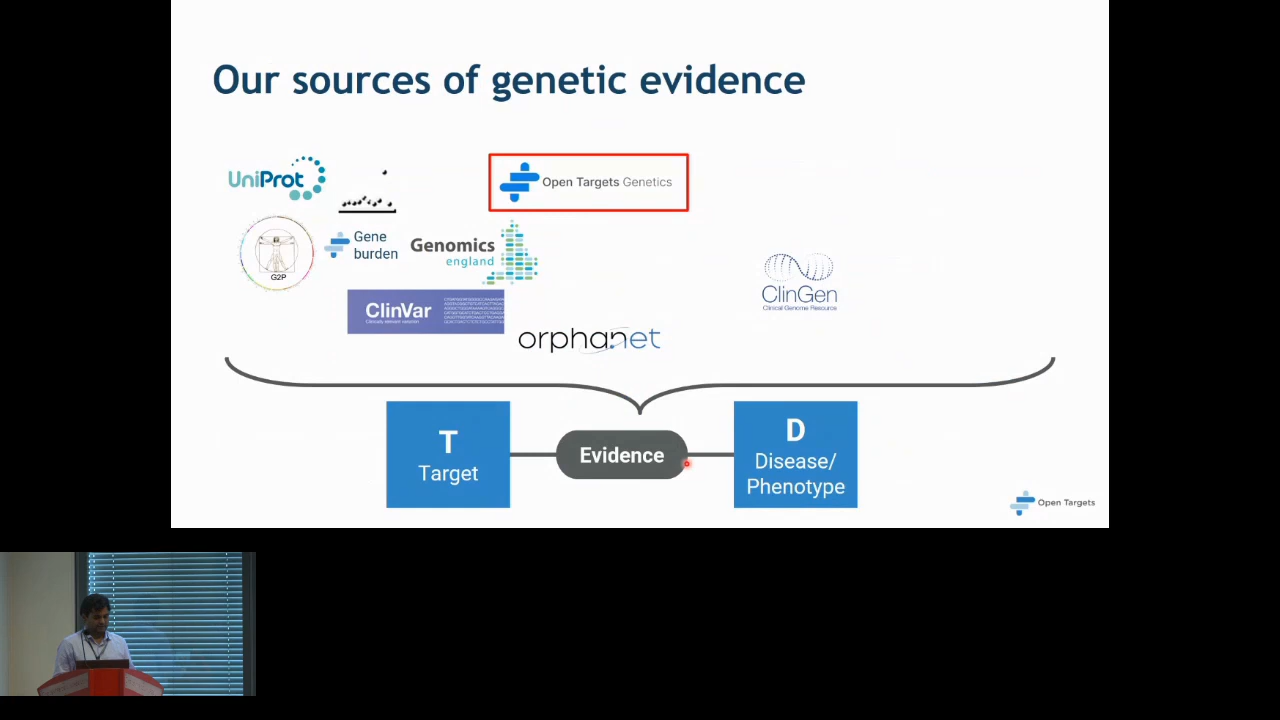 Our sources of genetic evidence
UniProt
Open Targets Genetics
G2P
Gene
burden
Genomics
england
ClinVar
ClinGen
Clinical Genome Resource
orphanet
T
Target
Evidence
D
Disease/
Phenotype
Open Targets